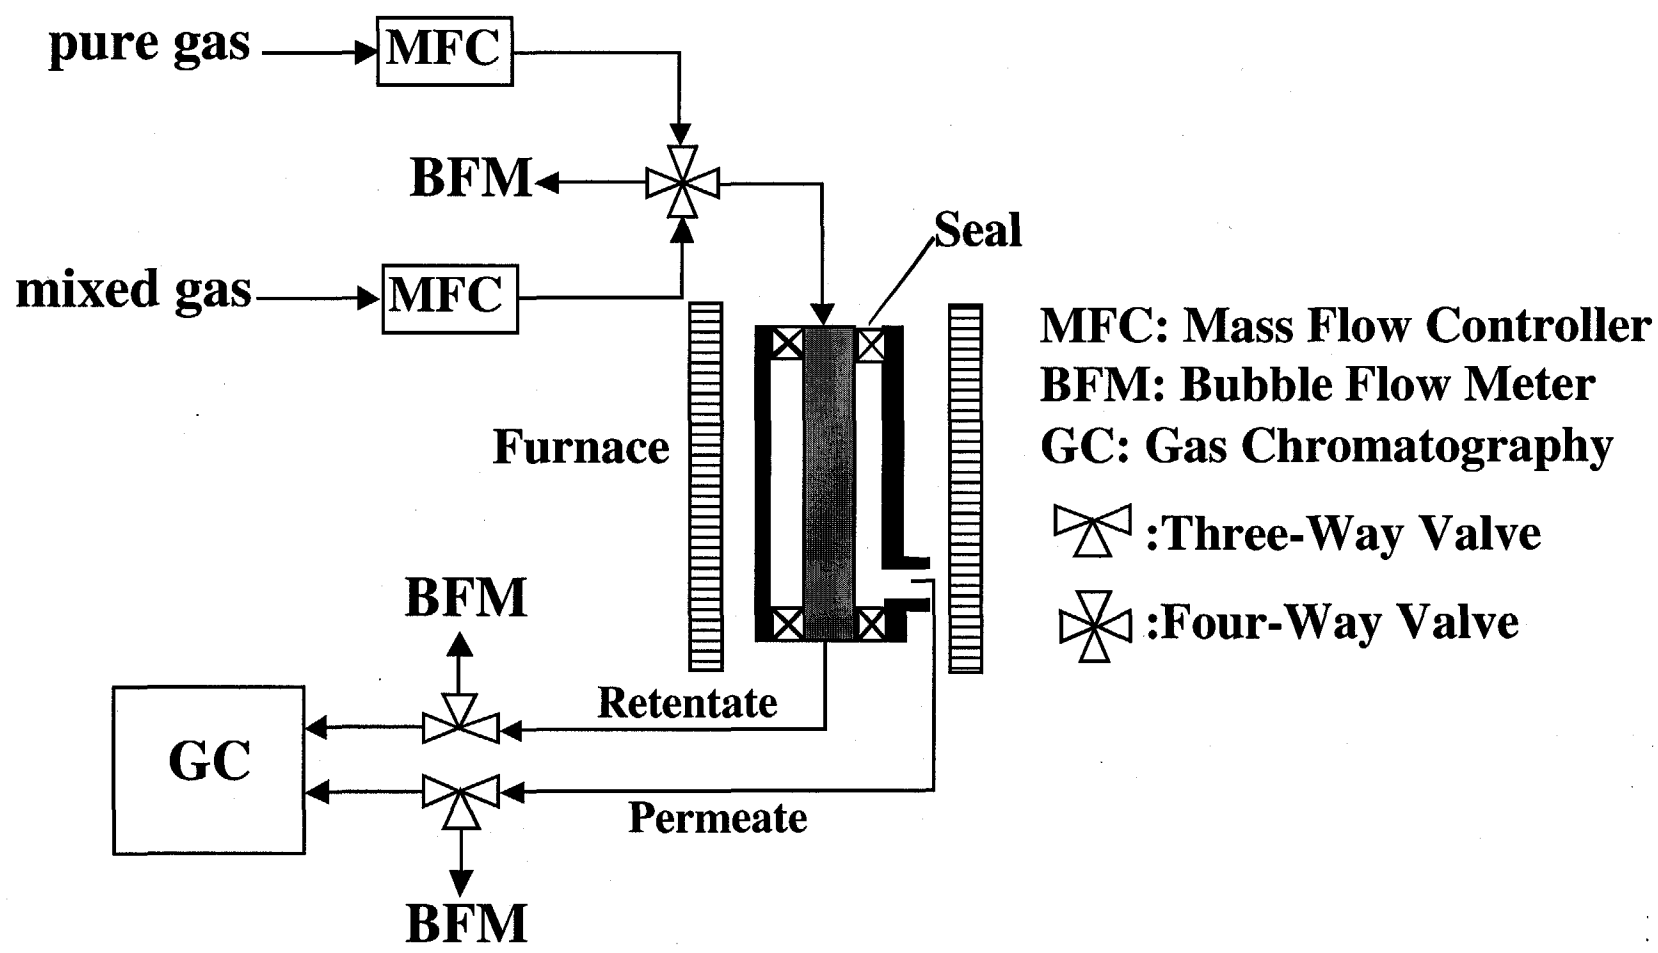 pure gas
MFC
BFM
Seal
mixed gas
MFC
MFC: Mass Flow Controller
BFM: Bubble Flow Meter
Furnace
GC: Gas Chromatography
:Three-Way Valve
BFM
:Four-Way Valve
Retentate
GC
Permeate
BFM